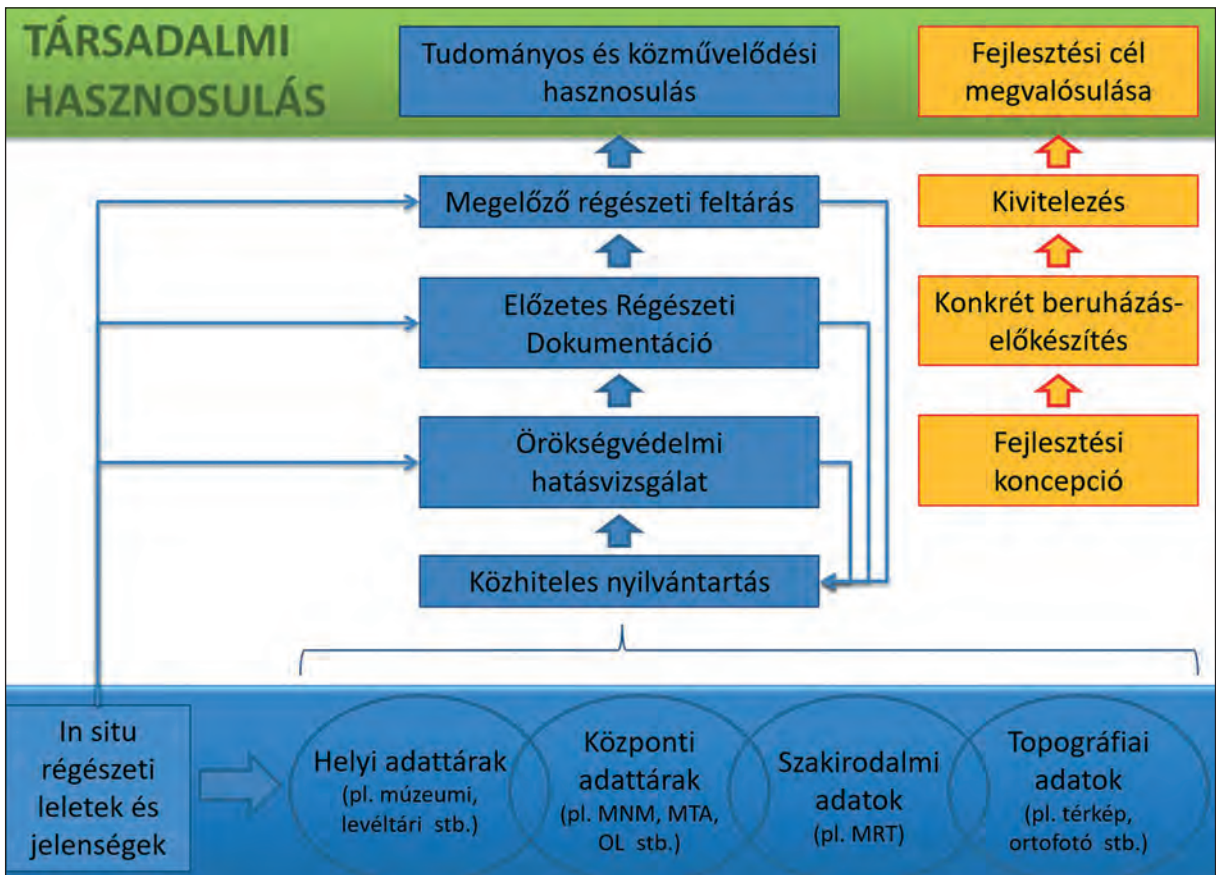 TÁRSADALMI
HASZNOSULÁS
Tudományos és közművelődési
hasznosulás
Fejlesztési cél
megvalósulása
Megelőző régészeti feltárás
Kivitelezés
Előzetes Régészeti
Dokumentáció
Konkrét beruházás-
előkészítés
Örökségvédelmi
hatásvizsgálat
Fejlesztési
koncepció
Közhiteles nyilvántartás
In situ
régészeti
leletek és
jelenségek
Helyi adattárak
(pl. múzeumi,
levéltári stb.)
Központi
adattárak
(pl. MNM, MTA,
OL stb.)
Szakirodalmi
adatok
(pl. MRT)
Topográfiai
adatok
(pl. térkép,
ortofotó stb.)